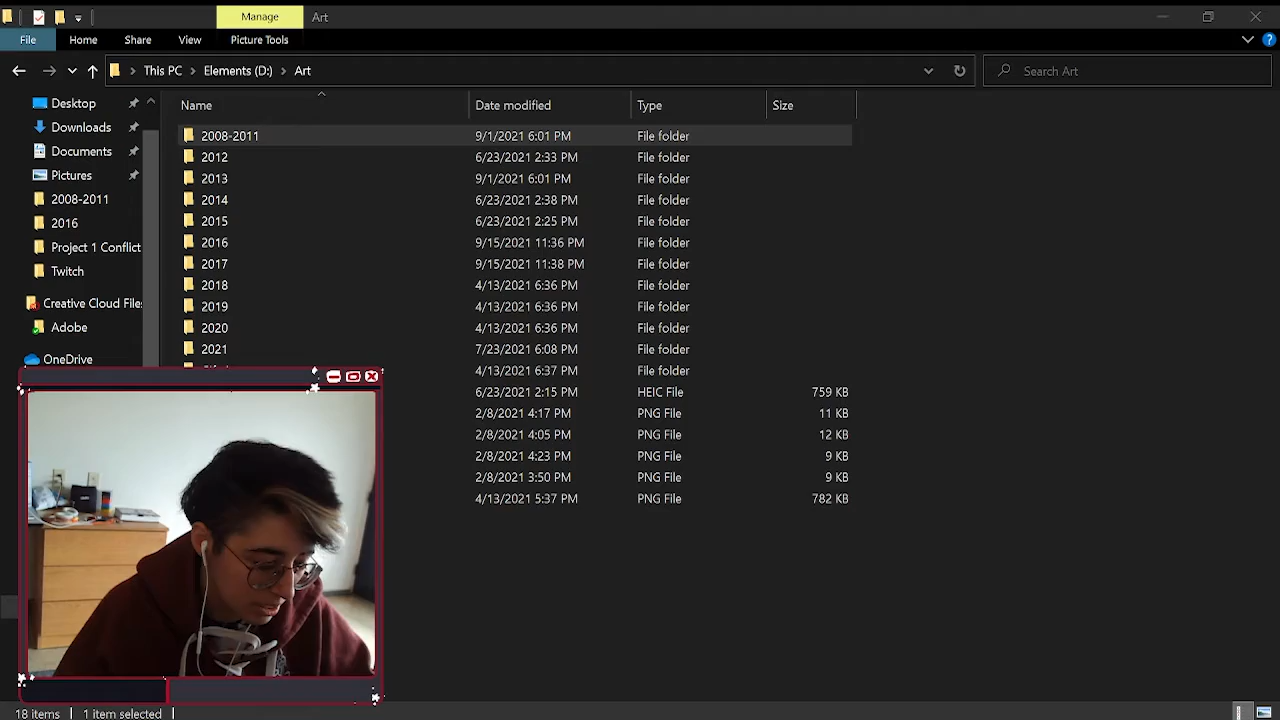 Manage Art
File Home Share View Picture Tools
This PC Elements (D:) Art Search Art
Name Date modified Type Size
Desktop
Downloads
Documents
Pictures
2008-2011
2016
Project 1 Conflict
Twitch
Creative Cloud Files
Adobe
OneDrive
2008-2011 9/1/2021 6:01 PM File folder
2012 6/23/2021 2:33 PM File folder
2013 9/1/2021 6:01 PM File folder
2014 6/23/2021 2:38 PM File folder
2015 6/23/2021 2:25 PM File folder
2016 9/15/2021 11:36 PM File folder
2017 9/15/2021 11:38 PM File folder
2018 4/13/2021 6:36 PM File folder
2019 4/13/2021 6:36 PM File folder
2020 4/13/2021 6:36 PM File folder
2021 7/23/2021 6:08 PM File folder
4/13/2021 6:37 PM File folder
6/23/2021 2:15 PM HEIC File 759 KB
2/8/2021 4:17 PM PNG File 11 KB
2/8/2021 4:05 PM PNG File 12 KB
2/8/2021 4:23 PM PNG File 9 KB
2/8/2021 3:50 PM PNG File 9 KB
4/13/2021 5:37 PM PNG File 782 KB
18 items 1 item selected